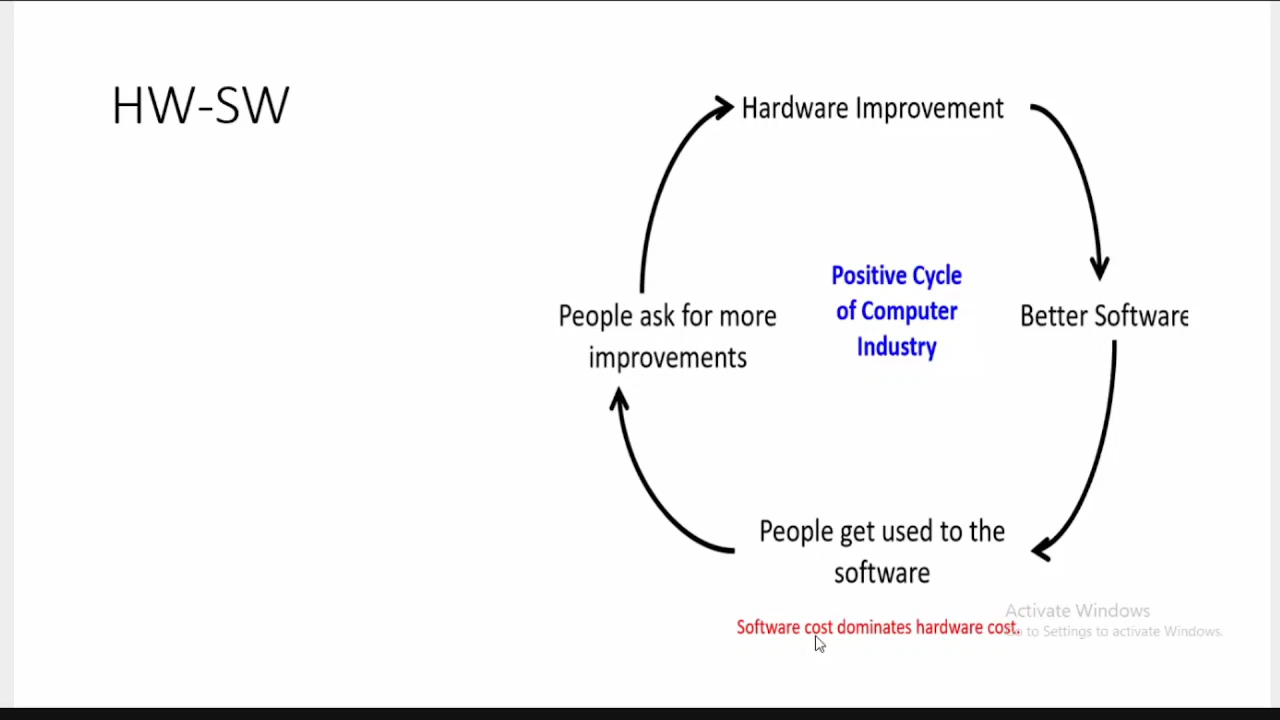 HW-SW
Hardware Improvement
Positive Cycle
of Computer
Industry
People ask for more
improvements
Better Software
People get used to the
software
Software cost dominates hardware cost.
Activate Windows
to Settings to activate Windows.